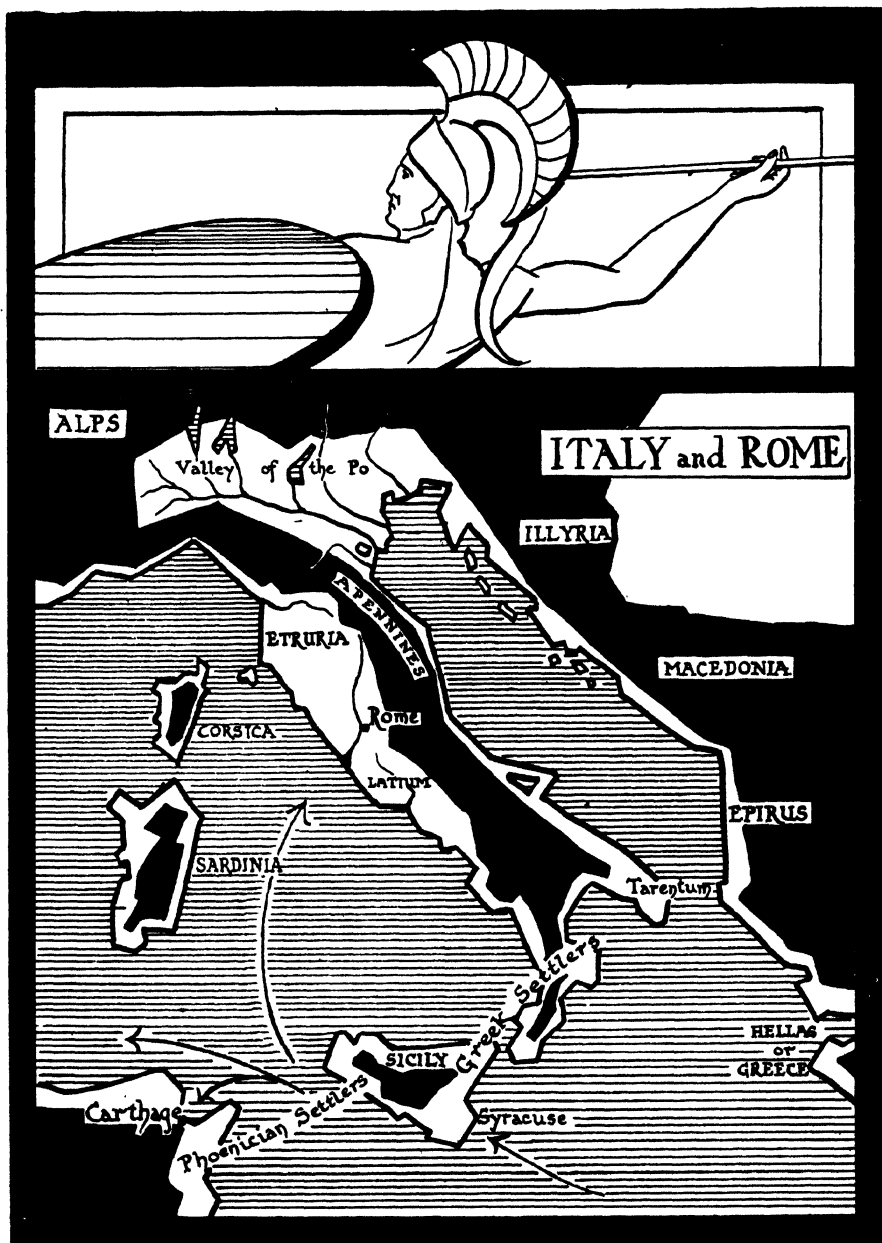 ALPS
ITALY and ROME
Valley of the Po
ILLYRIA
APENNINES
ETRURIA
MACEDONIA
Rome
CORSICA
LATIUM
EPIRUS
SARDINIA
Tarentum
Greek Settlers
HELLAS
or
GREECE
SICILY
Carthage
Phoenician Settlers
Syracuse